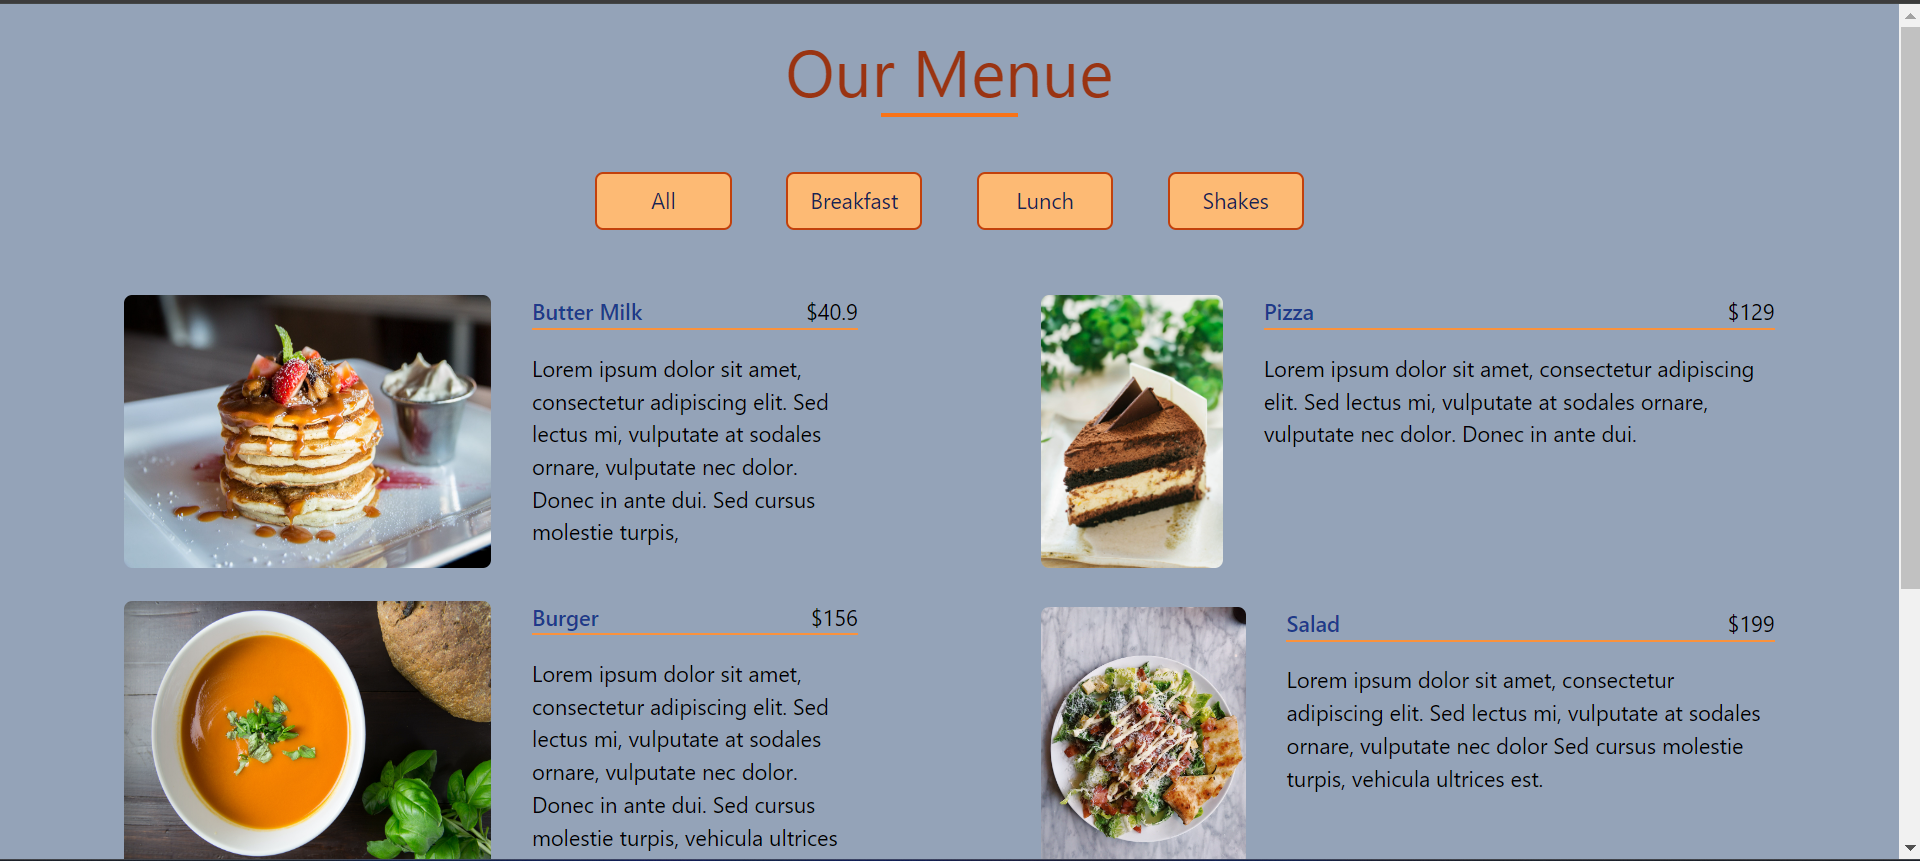 Our Menue
All
Breakfast
Lunch
Shakes
Butter Milk $40.9
Lorem ipsum dolor sit amet,
consectetur adipiscing elit. Sed
lectus mi, vulputate at sodales
ornare, vulputate nec dolor.
Donec in ante dui. Sed cursus
molestie turpis,
Pizza $129
Lorem ipsum dolor sit amet, consectetur adipiscing
elit. Sed lectus mi, vulputate at sodales ornare,
vulputate nec dolor. Donec in ante dui.
Burger $156
Lorem ipsum dolor sit amet,
consectetur adipiscing elit. Sed
lectus mi, vulputate at sodales
ornare, vulputate nec dolor.
Donec in ante dui. Sed cursus
molestie turpis, vehicula ultrices
Salad $199
Lorem ipsum dolor sit amet, consectetur
adipiscing elit. Sed lectus mi, vulputate at sodales
ornare, vulputate nec dolor Sed cursus molestie
turpis, vehicula ultrices est.